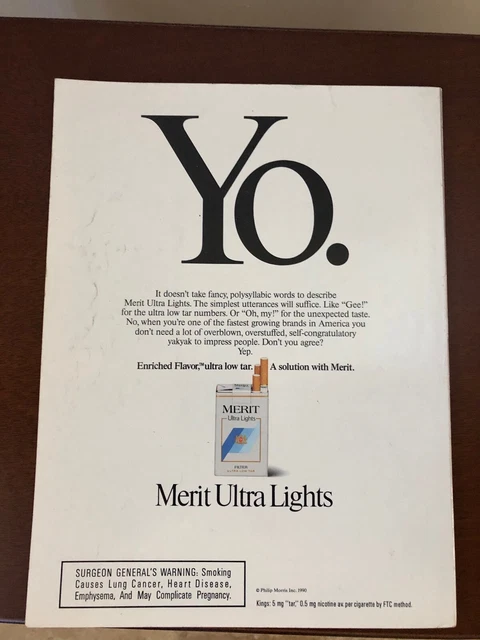 Yo.
It doesn't take fancy, polysyllabic words to describe
Merit Ultra Lights. The simplest utterances will suffice. Like "Gee!"
for the ultra low tar numbers. Or "Oh, my!" for the unexpected taste.
No, when you're one of the fastest growing brands in America you
don't need a lot of overblown, overstuffed, self-congratulatory
yakyak to impress people. Don't you agree?
Yep.
Enriched Flavor,™ ultra low tar. A solution with Merit.
MERIT
Ultra Lights
FILTER
ULTRA LOW TAR
Merit Ultra Lights
SURGEON GENERAL'S WARNING: Smoking
Causes Lung Cancer, Heart Disease,
Emphysema, And May Complicate Pregnancy.
© Philip Morris Inc. 1990
Kings: 5 mg "tar," 0.5 mg nicotine av. per cigarette by FTC method.